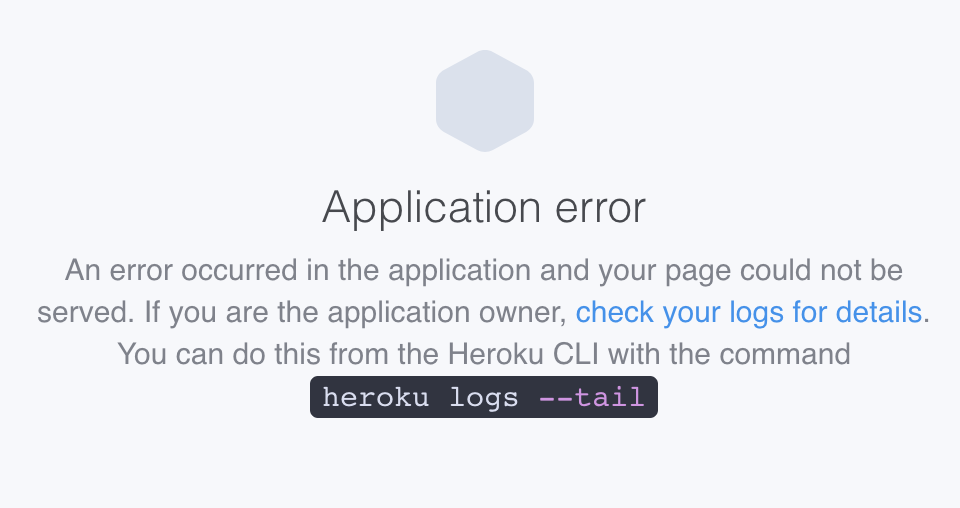 Application error
An error occurred in the application and your page could not be
served. If you are the application owner, check your logs for details.
You can do this from the Heroku CLI with the command
heroku logs --tail